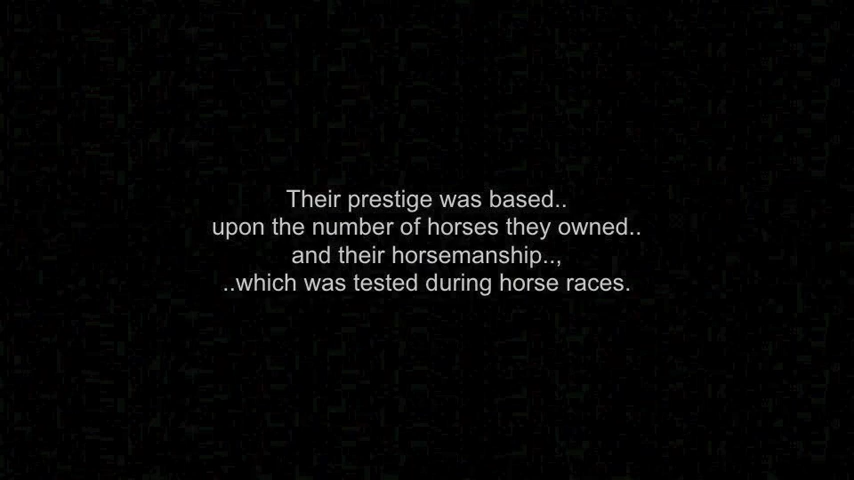 Their prestige was based..
upon the number of horses they owned..
and their horsemanship..,
..which was tested during horse races.